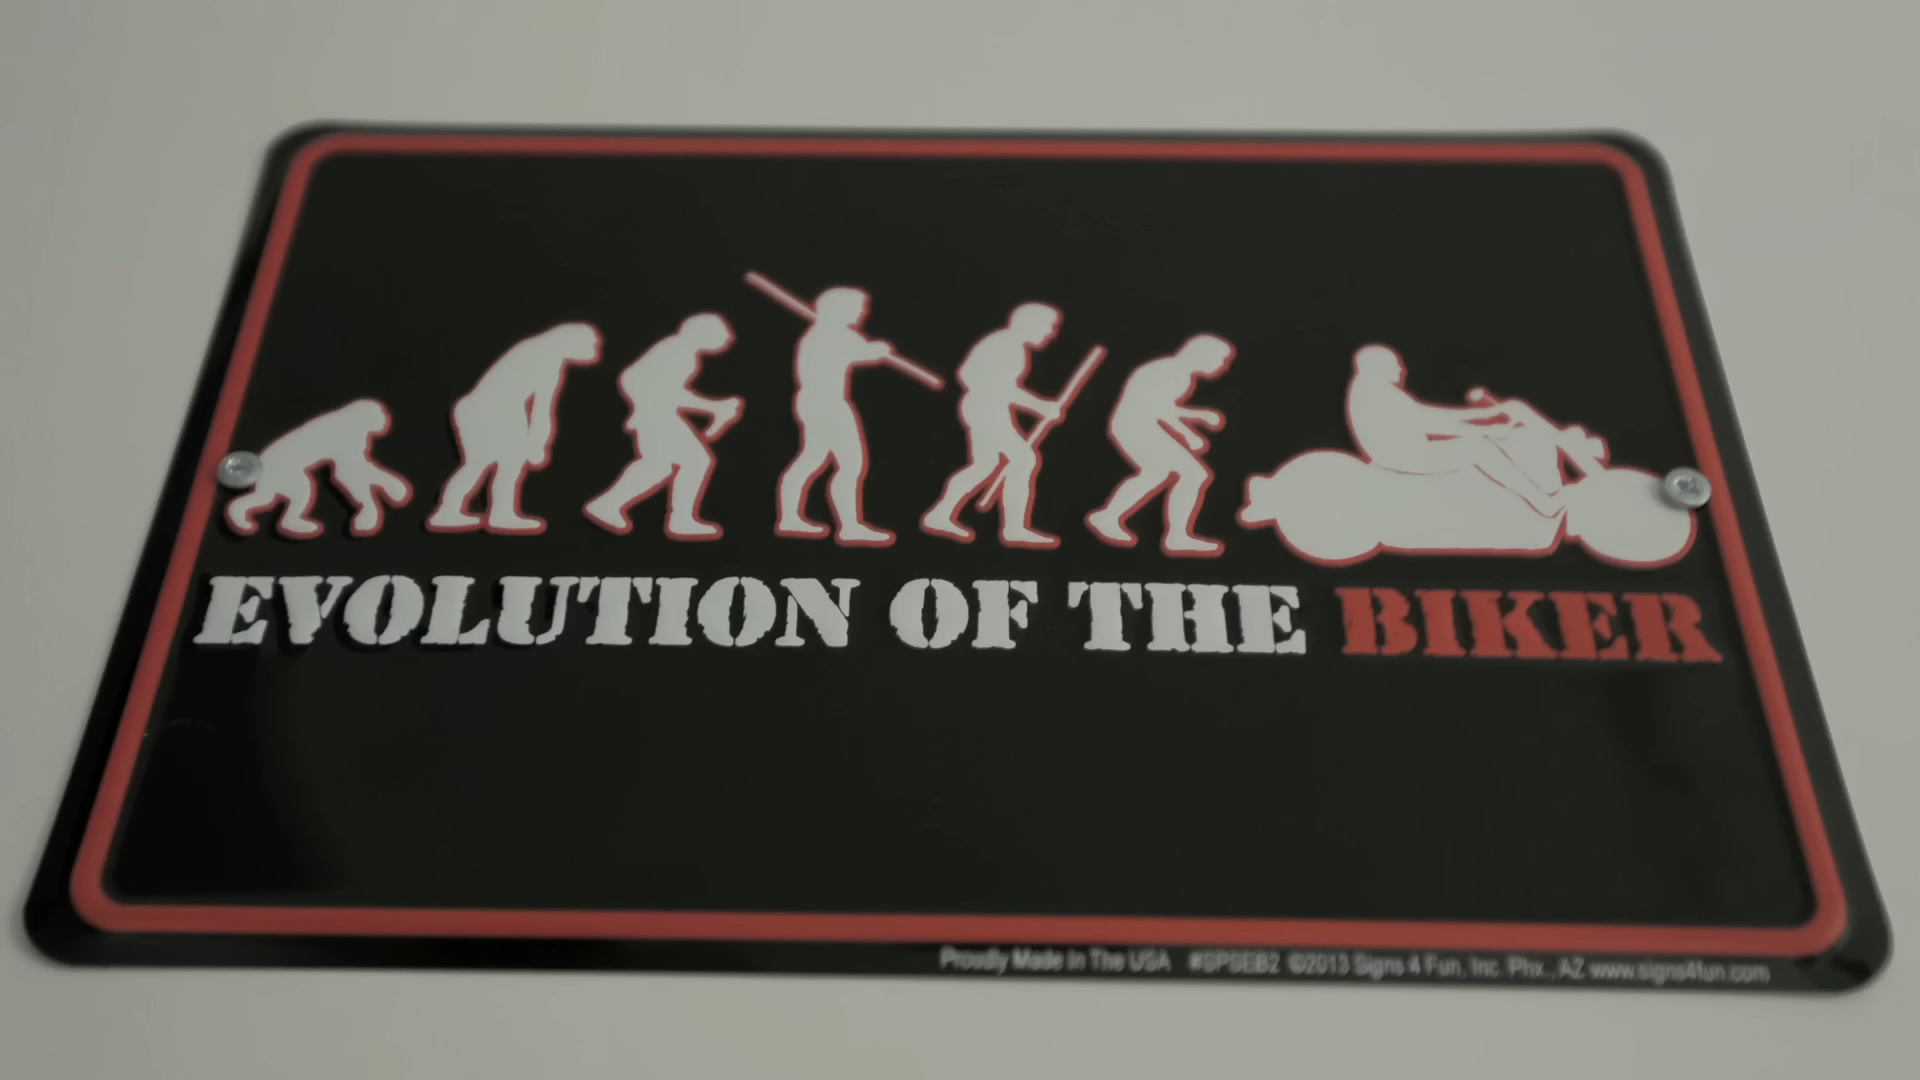 EVOLUTION OF THE BIKER
Proudly Made In The USA #SPSEB2 ©2013 Signs 4 Fun, Inc. Phx., AZ www.signs4fun.com